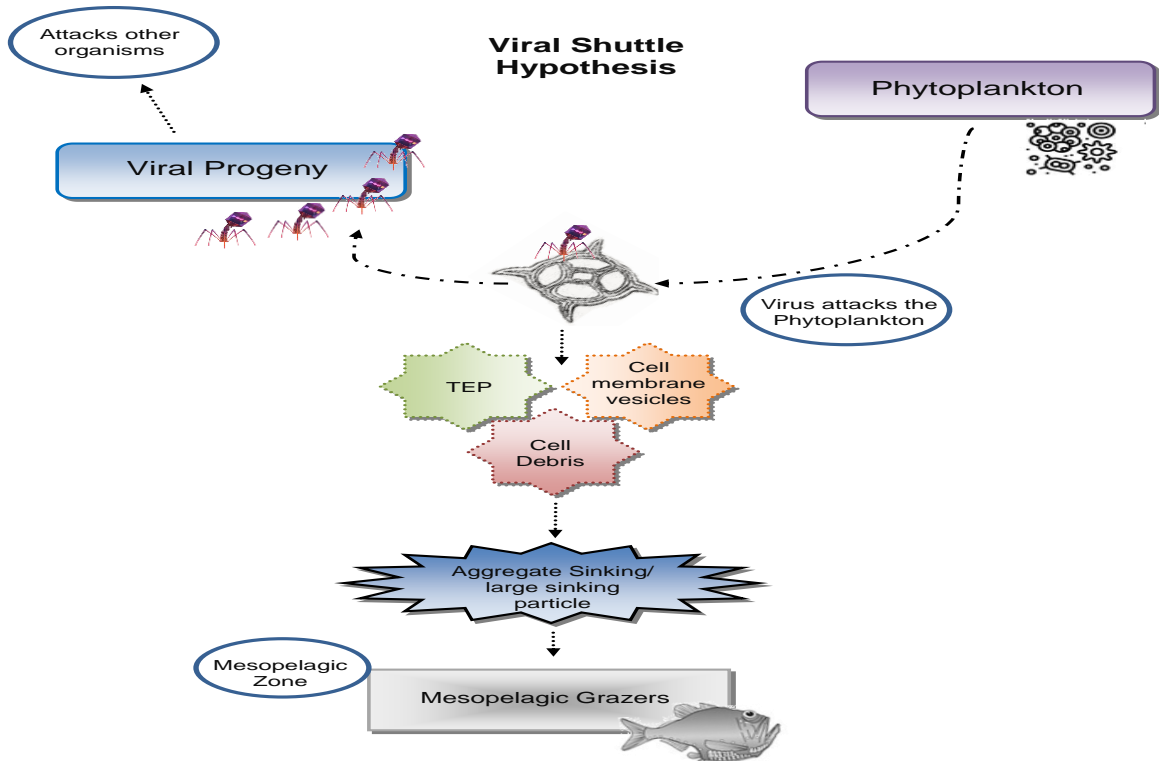 Attacks other
organisms
Viral Shuttle
Hypothesis
Phytoplankton
Viral Progeny
Virus attacks the
Phytoplankton
TEP
Cell
membrane
vesicles
Cell
Debris
Aggregate Sinking/
large sinking
particle
Mesopelagic
Zone
Mesopelagic Grazers